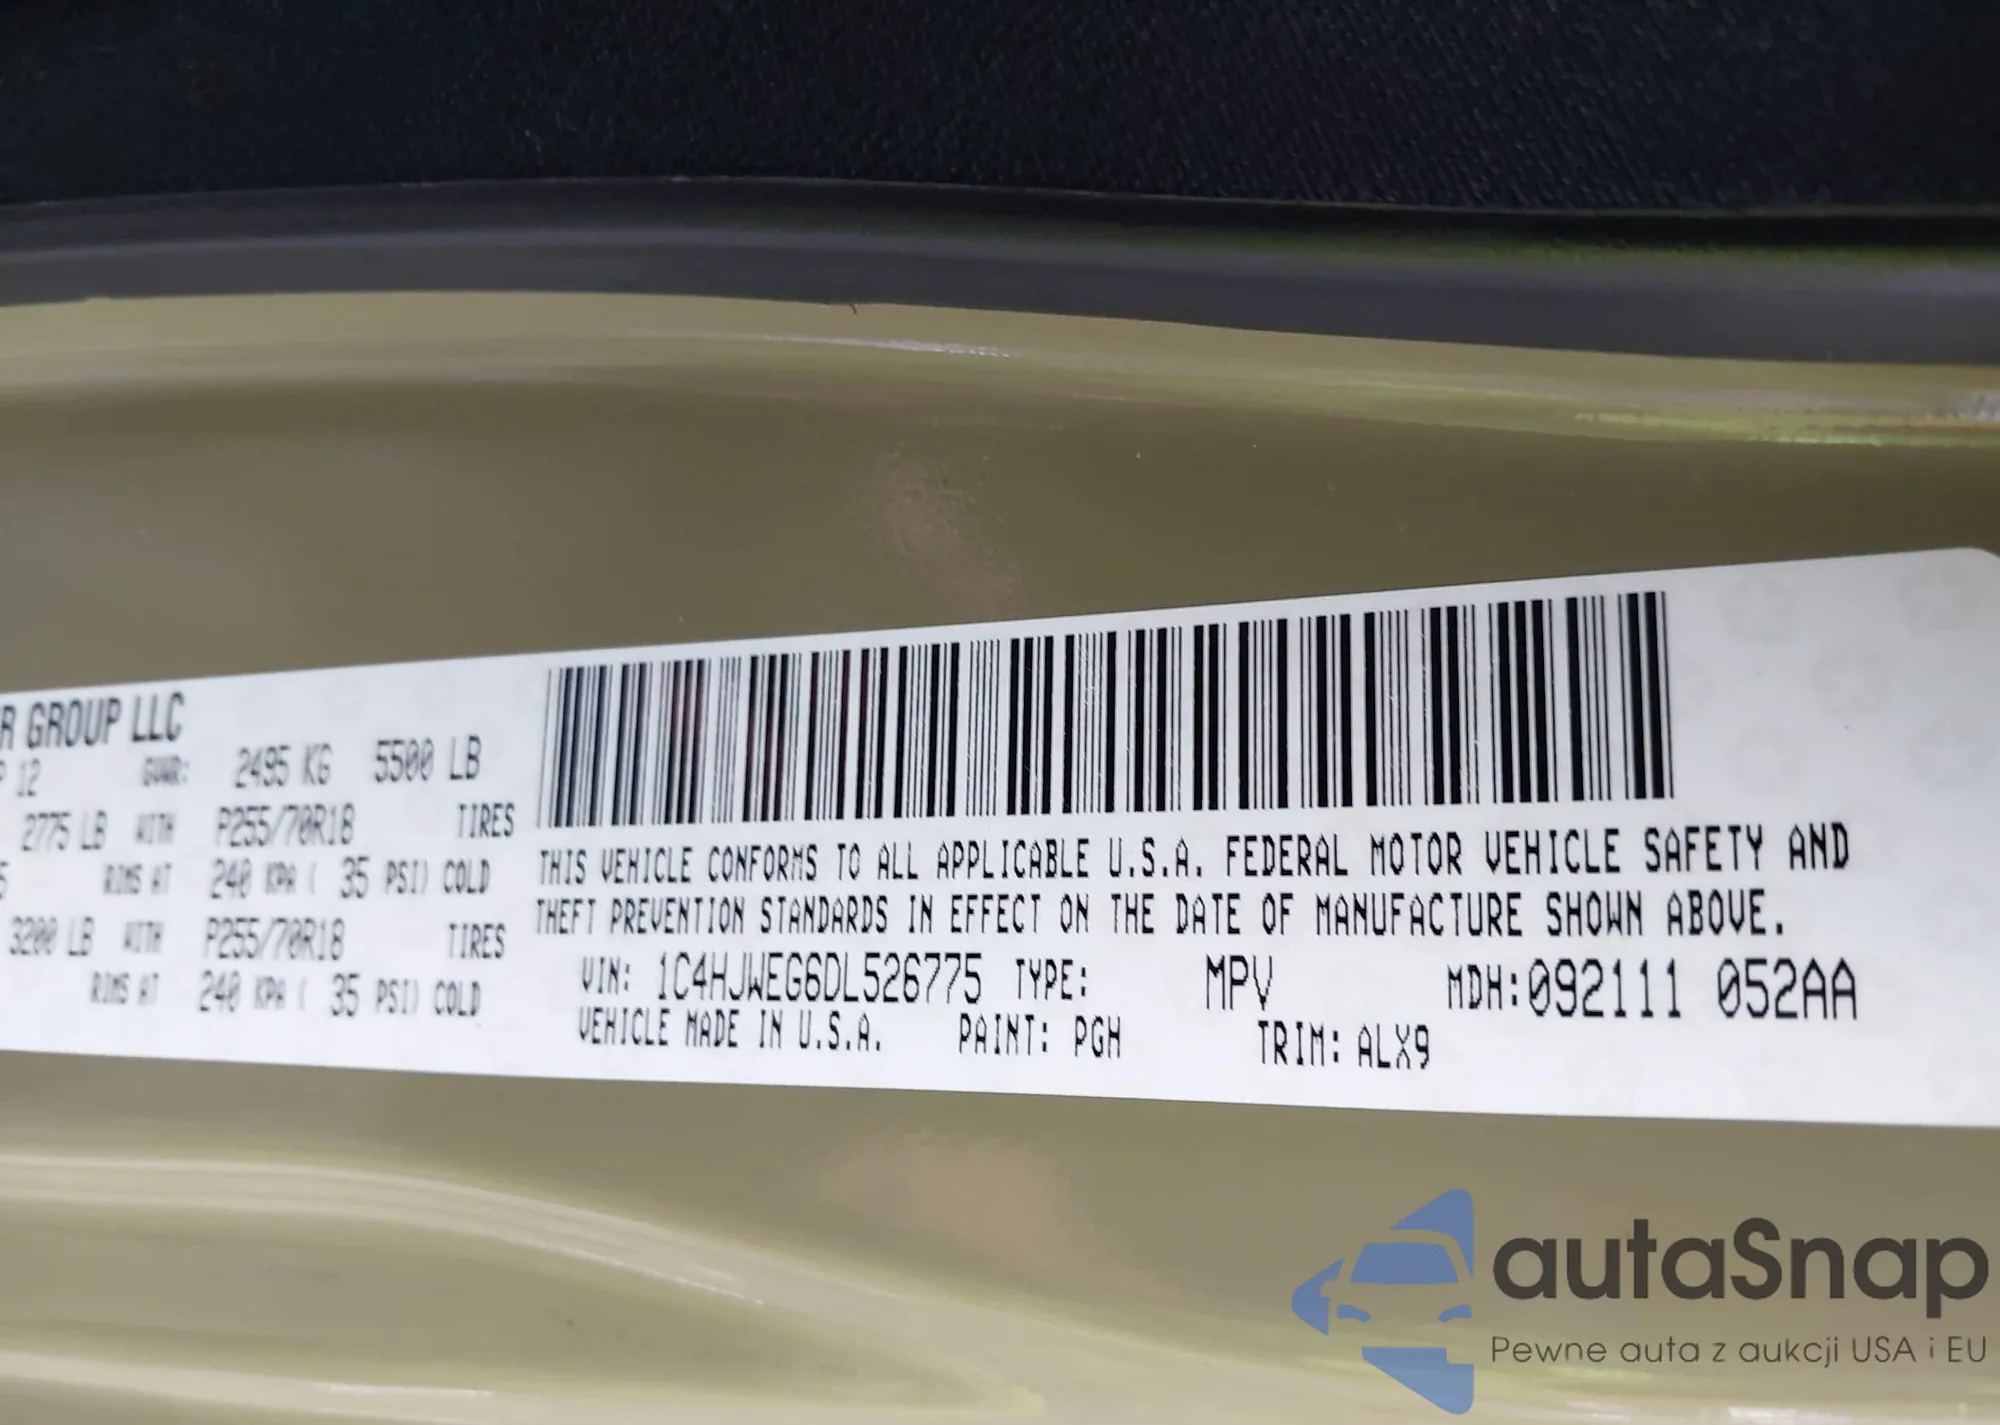 R GROUP LLC
P 12 GVWR: 2495 KG 5500 LB
2775 LB WITH P255/70R18 TIRES
5 RIMS AT 240 KPA ( 35 PSI) COLD
3200 LB WITH P255/70R18 TIRES
RIMS AT 240 KPA ( 35 PSI) COLD
THIS VEHICLE CONFORMS TO ALL APPLICABLE U.S.A. FEDERAL MOTOR VEHICLE SAFETY AND
THEFT PREVENTION STANDARDS IN EFFECT ON THE DATE OF MANUFACTURE SHOWN ABOVE.
VIN: 1C4HJWEG6DL526775 TYPE: MPV MDH:092111 052AA
VEHICLE MADE IN U.S.A. PAINT: PGH TRIM: ALX9
autaSnap
Pewne auta z aukcji USA i EU